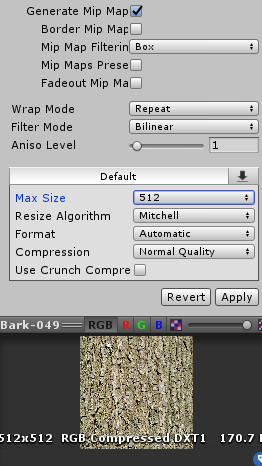 Generate Mip Map
Border Mip Map
Mip Map Filterin Box
Mip Maps Prese
Fadeout Mip Ma
Wrap Mode Repeat
Filter Mode Bilinear
Aniso Level 1
Default
Max Size 512
Resize Algorithm Mitchell
Format Automatic
Compression Normal Quality
Use Crunch Compre
Revert Apply
Bark-049 RGB R G B
512x512 RGB Compressed DXT1 170.7